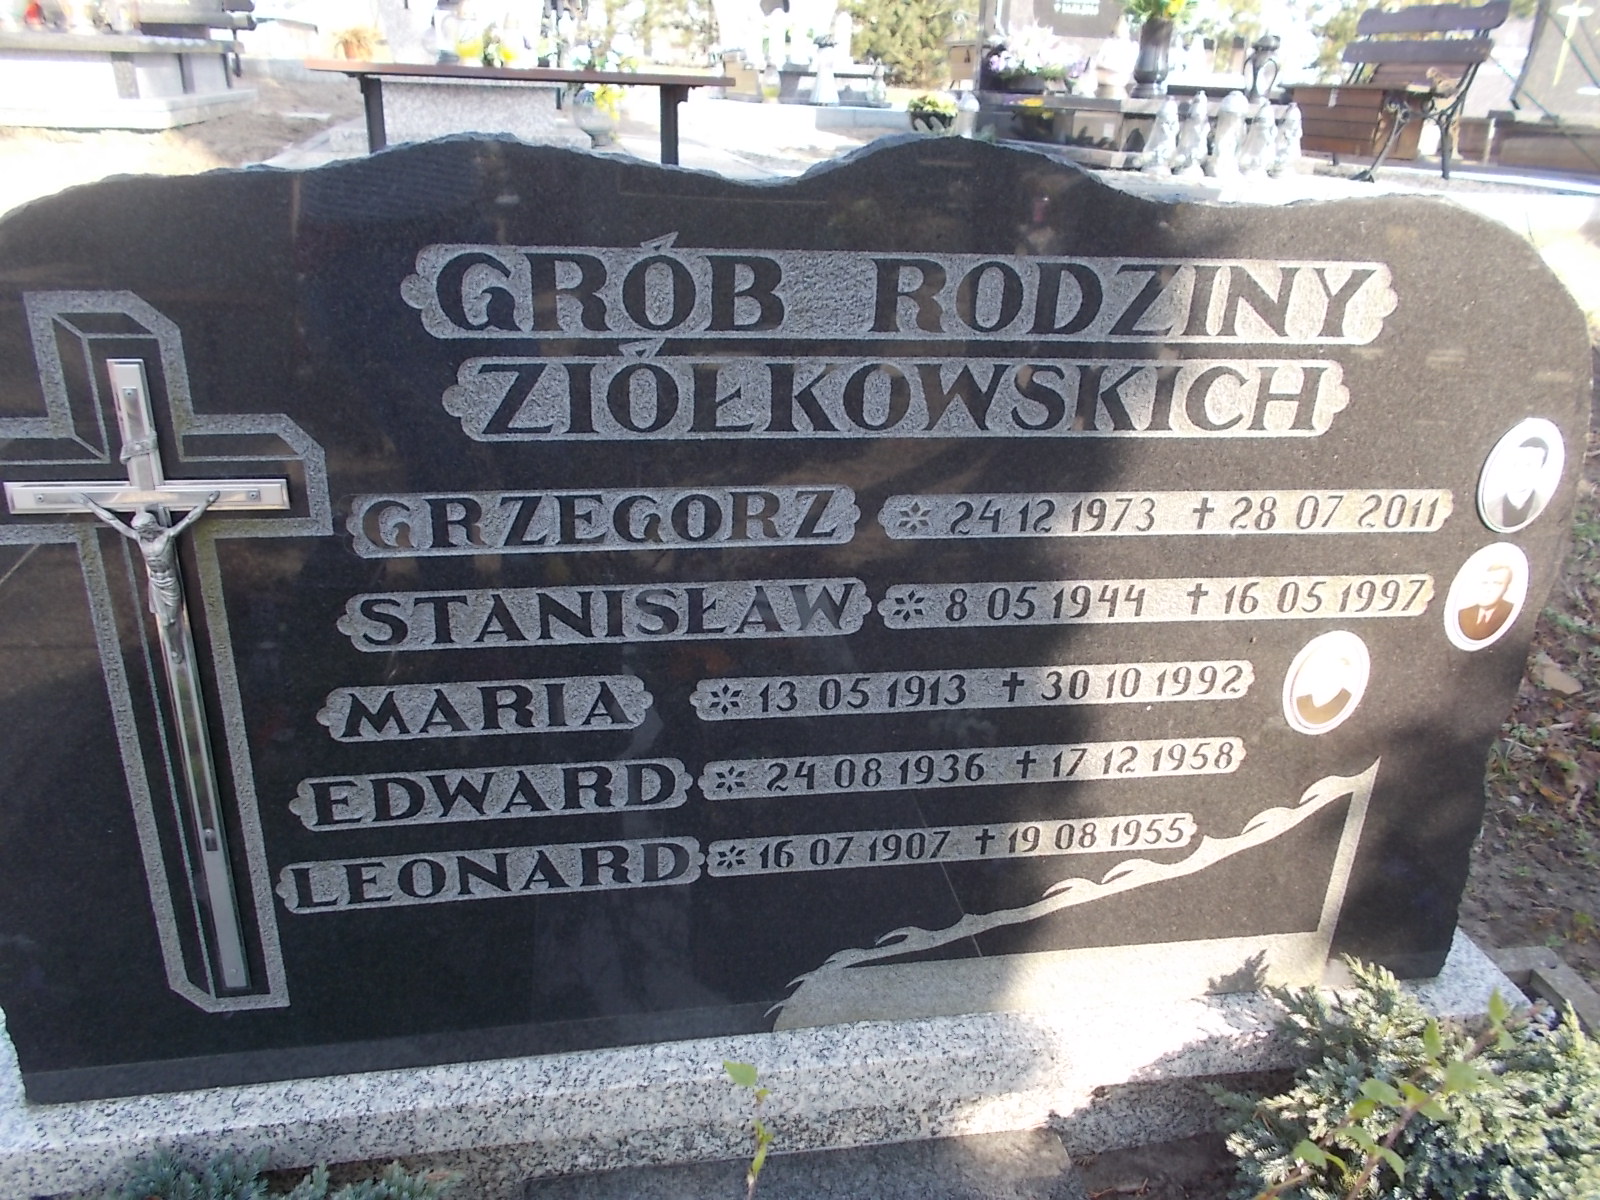 GRÓB RODZINY
ZIÓŁKOWSKICH
GRZEGORZ * 24 12 1973 ✝ 28 07 2011
STANISŁAW * 8 05 1944 ✝ 16 05 1997
MARIA * 13 05 1913 ✝ 30 10 1992
EDWARD * 24 08 1936 ✝ 17 12 1958
LEONARD * 16 07 1907 ✝ 19 08 1955